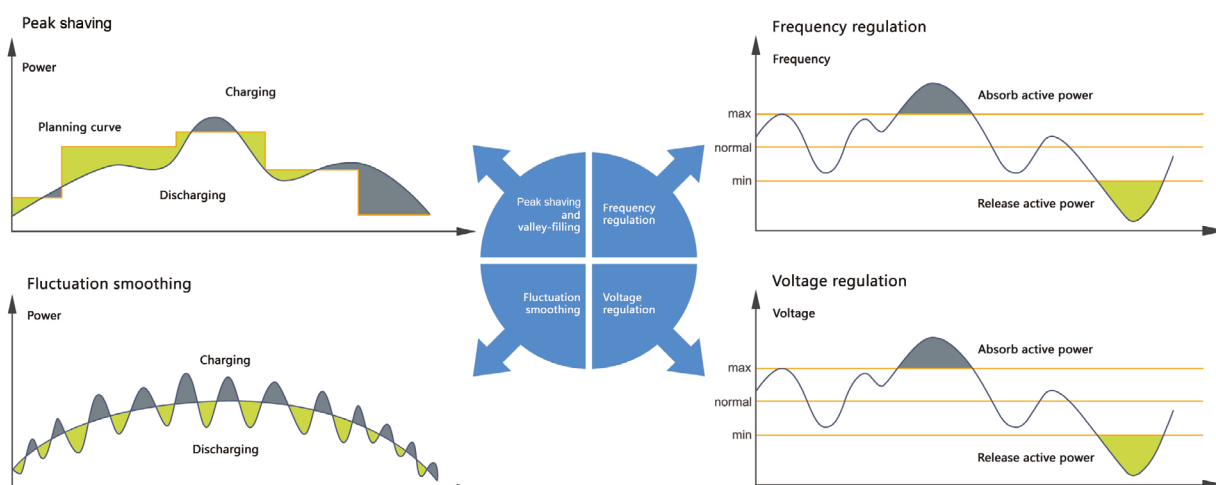 Peak shaving
Power
Charging
Planning curve
Discharging
Frequency regulation
Frequency
Absorb active power
max
normal
min
Release active power
Peak shaving
and
valley-filling
Frequency
regulation
Fluctuation
smoothing
Voltage
regulation
Fluctuation smoothing
Power
Charging
Discharging
Voltage regulation
Voltage
Absorb active power
max
normal
min
Release active power